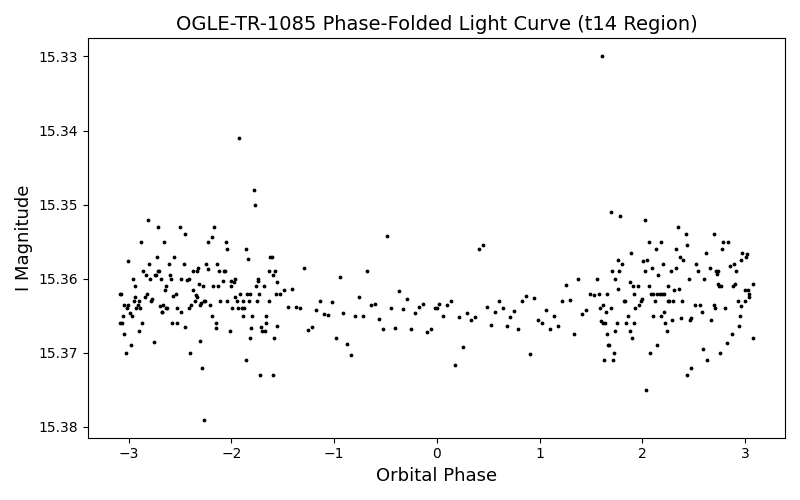 OGLE-TR-1085 Phase-Folded Light Curve (t14 Region)
15.33
15.34
15.35
15.36
15.37
15.38
I Magnitude
−3 −2 −1 0 1 2 3
Orbital Phase